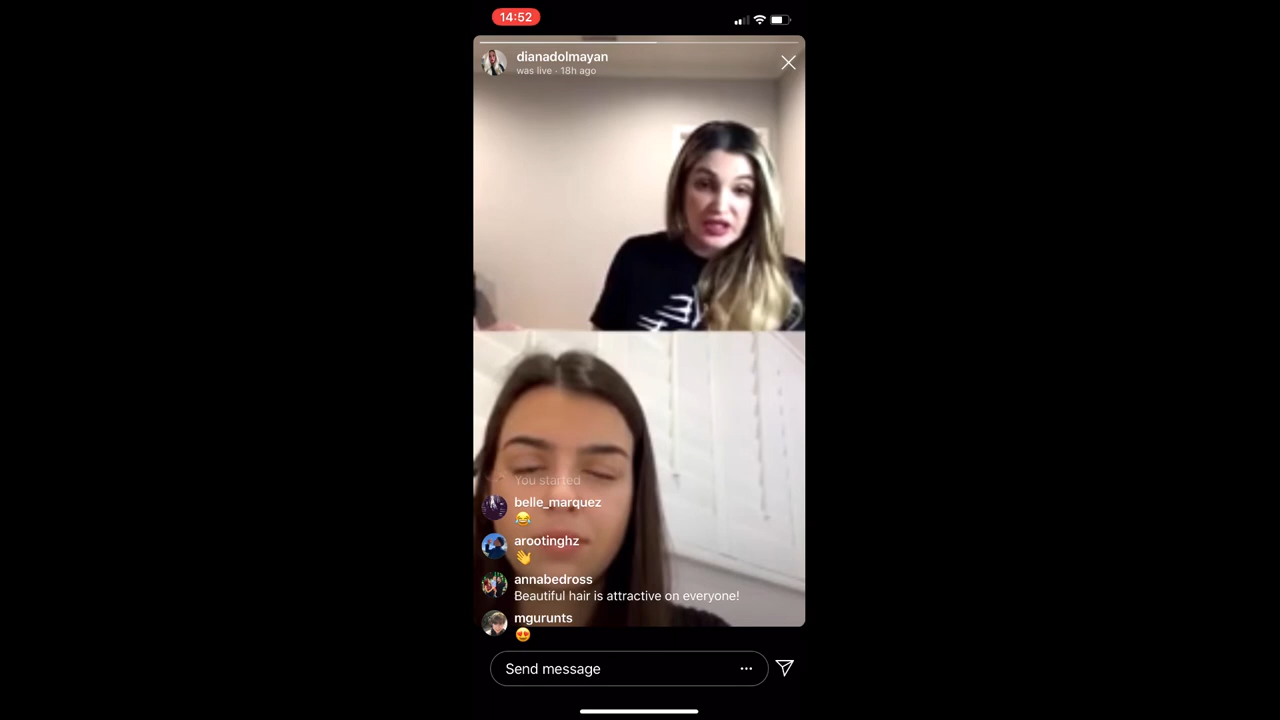 14:52
dianadolmayan
was live · 18h ago
You started
belle_marquez
😂
arootinghz
👋
annabedross
Beautiful hair is attractive on everyone!
mgurunts
😍
Send message